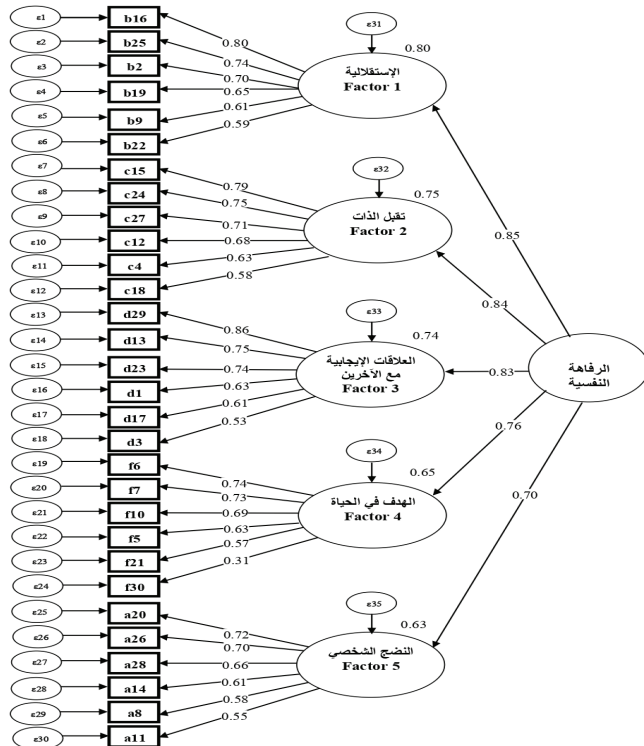 ε1
b16
ε2
b25
ε3
b2
ε4
b19
ε5
b9
ε6
b22
0.80
0.74
0.70
0.65
0.61
0.59
ε31
0.80
الإستقلالية
Factor 1
ε7
c15
ε8
c24
ε9
c27
ε10
c12
ε11
c4
ε12
c18
0.79
0.75
0.71
0.68
0.63
0.58
ε32
0.75
تقبل الذات
Factor 2
ε13
d29
ε14
d13
ε15
d23
ε16
d1
ε17
d17
ε18
d3
0.86
0.75
0.74
0.63
0.61
0.53
ε33
0.74
العلاقات الإيجابية
مع الآخرين
Factor 3
ε19
f6
ε20
f7
ε21
f10
ε22
f5
ε23
f21
ε24
f30
0.74
0.73
0.69
0.63
0.57
0.31
ε34
0.65
الهدف في الحياة
Factor 4
ε25
a20
ε26
a26
ε27
a28
ε28
a14
ε29
a8
ε30
a11
0.72
0.70
0.66
0.61
0.58
0.55
ε35
0.63
النضج الشخصي
Factor 5
0.85
0.84
0.83
0.76
0.70
الرفاهة
النفسية